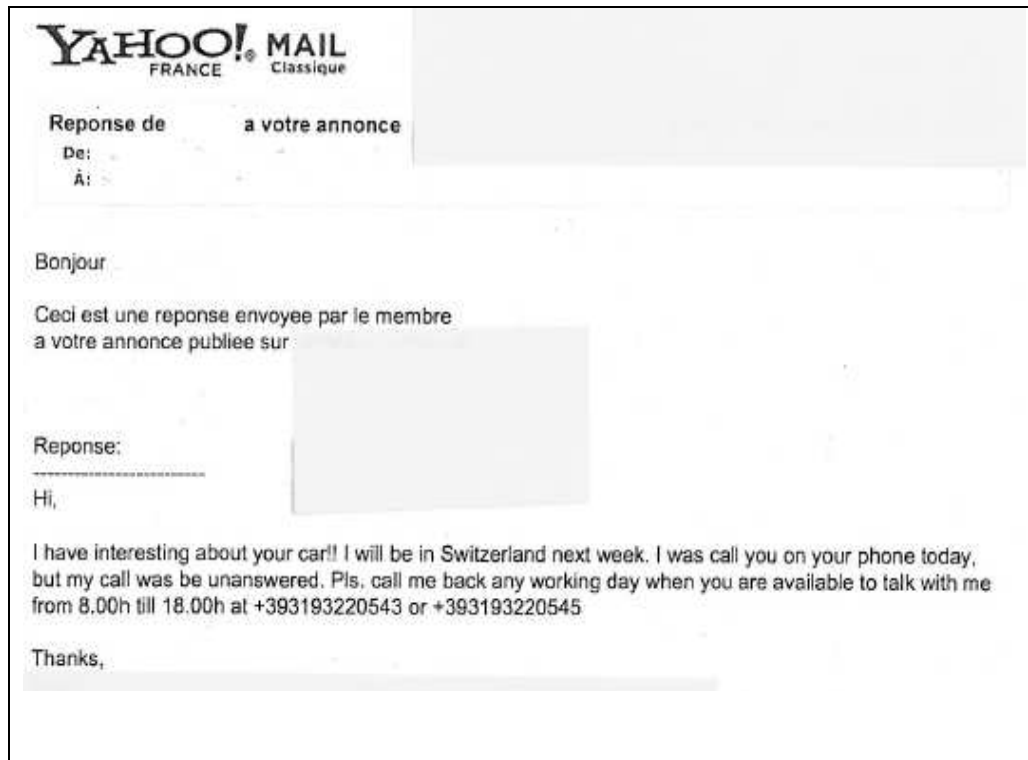 YAHOO!® MAIL
FRANCE Classique
Reponse de a votre annonce
De:
À:
Bonjour
Ceci est une reponse envoyee par le membre
a votre annonce publiee sur
Reponse:
----------------------------
Hi,
I have interesting about your car!! I will be in Switzerland next week. I was call you on your phone today,
but my call was be unanswered. Pls. call me back any working day when you are available to talk with me
from 8.00h till 18.00h at +393193220543 or +393193220545
Thanks,